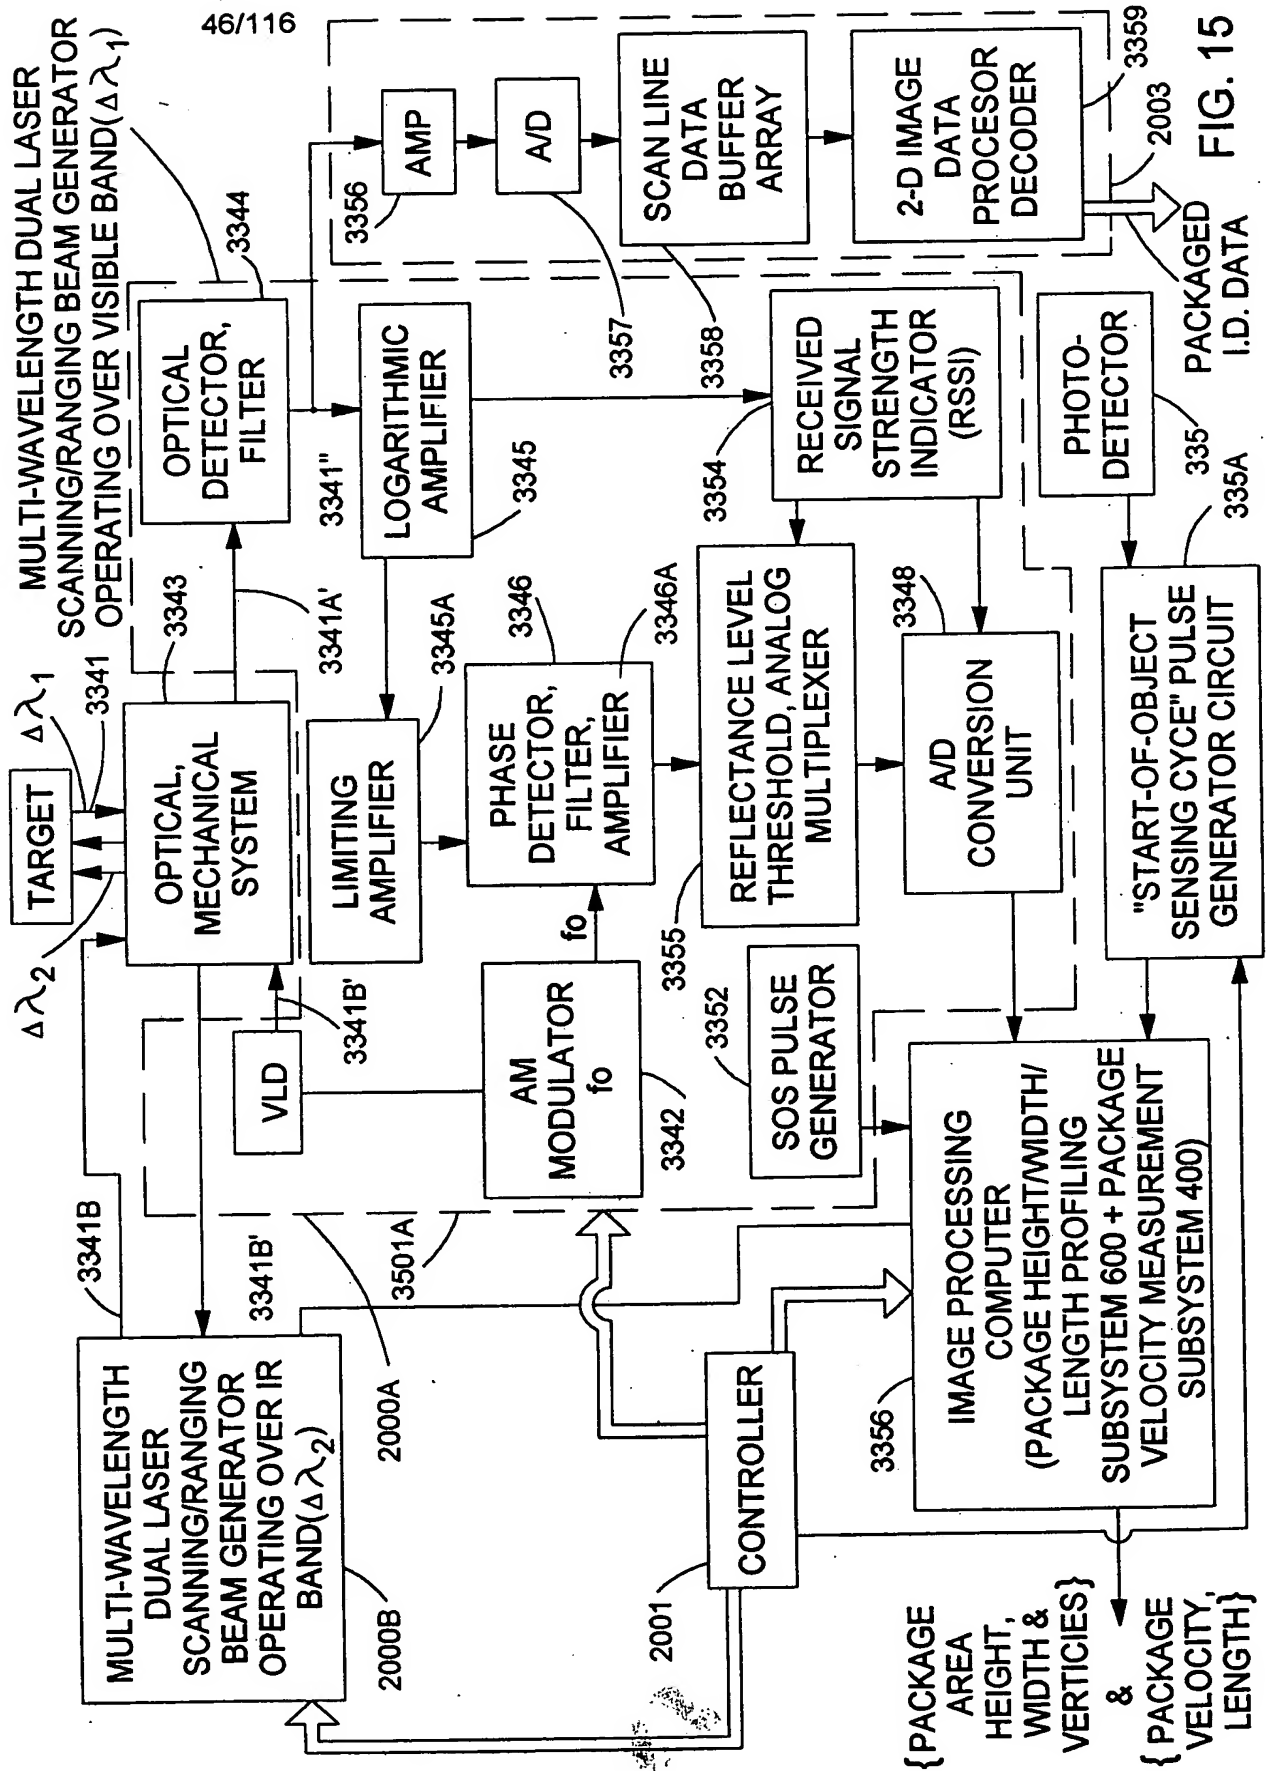 46/116
MULTI-WAVELENGTH DUAL LASER
SCANNING/RANGING BEAM GENERATOR
OPERATING OVER VISIBLE BAND(Δλ1)
TARGET
Δλ1
Δλ2
3341
3343
OPTICAL,
MECHANICAL
SYSTEM
3341A'
OPTICAL
DETECTOR,
FILTER
3344
3341"
AMP
3356
A/D
3357
SCAN LINE
DATA
BUFFER
ARRAY
3358
2-D IMAGE
DATA
PROCESOR
DECODER
3359
2003
PACKAGED
I.D. DATA
LOGARITHMIC
AMPLIFIER
3345
LIMITING
AMPLIFIER
3345A
PHASE
DETECTOR,
FILTER,
AMPLIFIER
3346
3346A
RECEIVED
SIGNAL
STRENGTH
INDICATOR
(RSSI)
3354
REFLECTANCE LEVEL
THRESHOLD, ANALOG
MULTIPLEXER
3355
A/D
CONVERSION
UNIT
3348
PHOTO-
DETECTOR
335
"START-OF-OBJECT
SENSING CYCE" PULSE
GENERATOR CIRCUIT
335A
VLD
3341B'
AM
MODULATOR
fo
fo
3342
SOS PULSE
GENERATOR
3352
3341B
3341B'
MULTI-WAVELENGTH
DUAL LASER
SCANNING/RANGING
BEAM GENERATOR
OPERATING OVER IR
BAND(Δλ2)
2000B
2000A
3501A
CONTROLLER
2001
IMAGE PROCESSING
COMPUTER
(PACKAGE HEIGHT/WIDTH/
LENGTH PROFILING
SUBSYSTEM 600 + PACKAGE
VELOCITY MEASUREMENT
SUBSYSTEM 400)
3356
{PACKAGE
AREA
HEIGHT,
WIDTH &
VERTICIES}
&
{PACKAGE
VELOCITY,
LENGTH}
FIG. 15